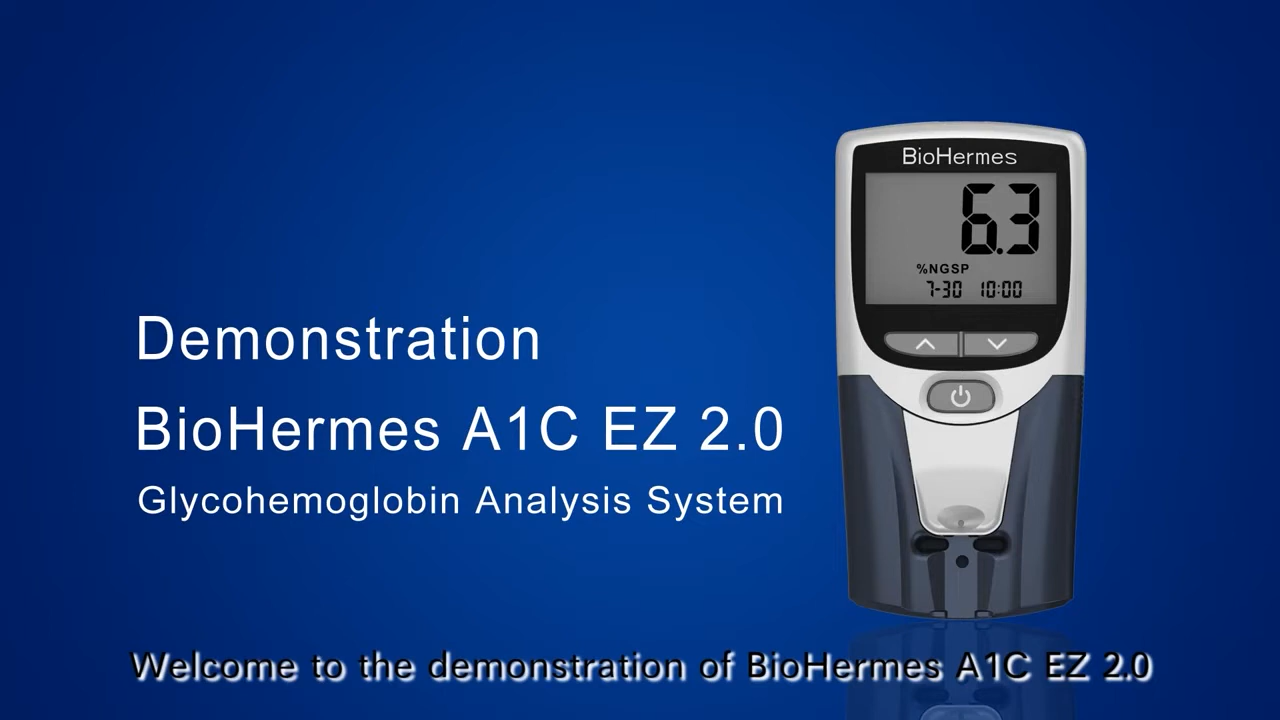 BioHermes
6.3
%NGSP
7-30 10:00
Demonstration
BioHermes A1C EZ 2.0
Glycohemoglobin Analysis System
Welcome to the demonstration of BioHermes A1C EZ 2.0